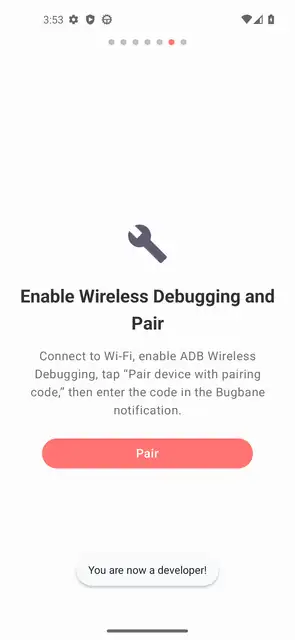 3:53
Enable Wireless Debugging and
Pair
Connect to Wi-Fi, enable ADB Wireless
Debugging, tap “Pair device with pairing
code,” then enter the code in the Bugbane
notification.
Pair
You are now a developer!